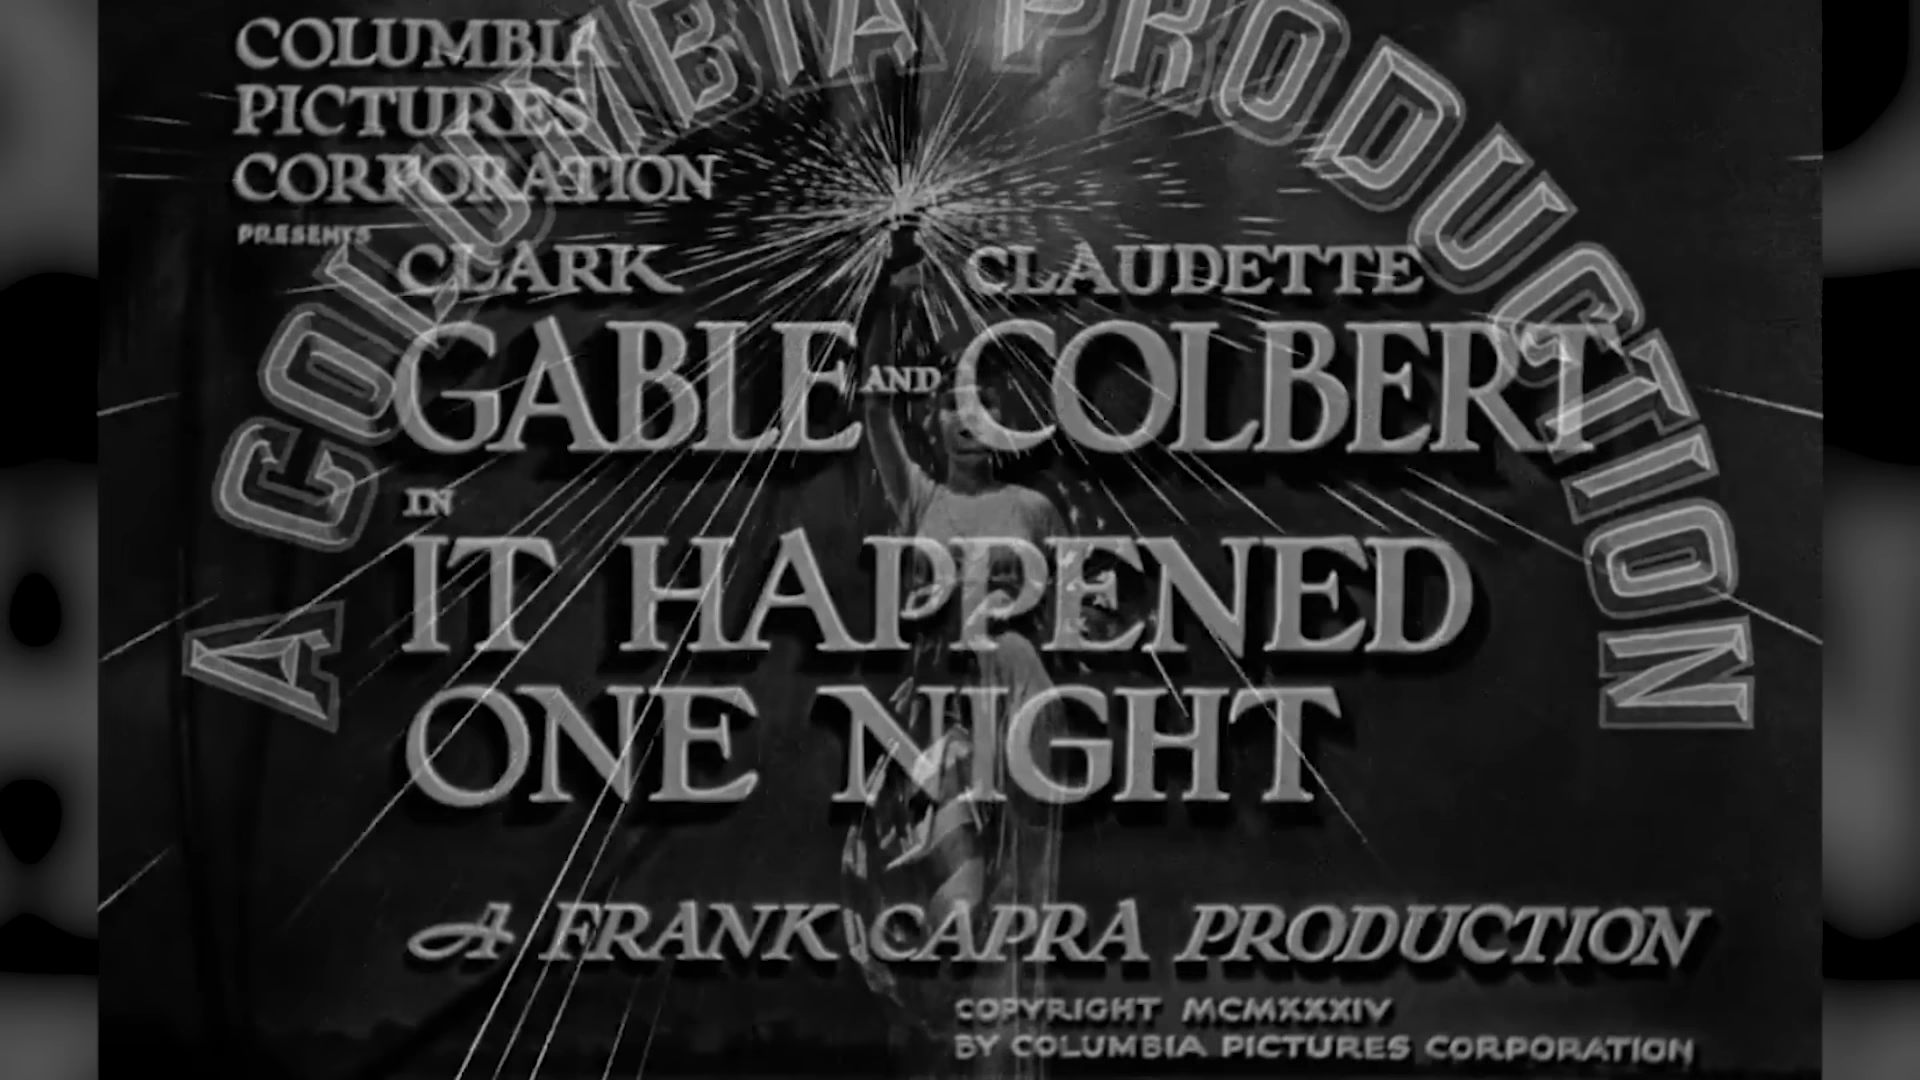 A COLUMBIA PRODUCTION
COLUMBIA
PICTURES
CORPORATION
PRESENTS
CLARK CLAUDETTE
GABLE AND COLBERT
IN
IT HAPPENED
ONE NIGHT
A FRANK CAPRA PRODUCTION
COPYRIGHT MCMXXXIV
BY COLUMBIA PICTURES CORPORATION